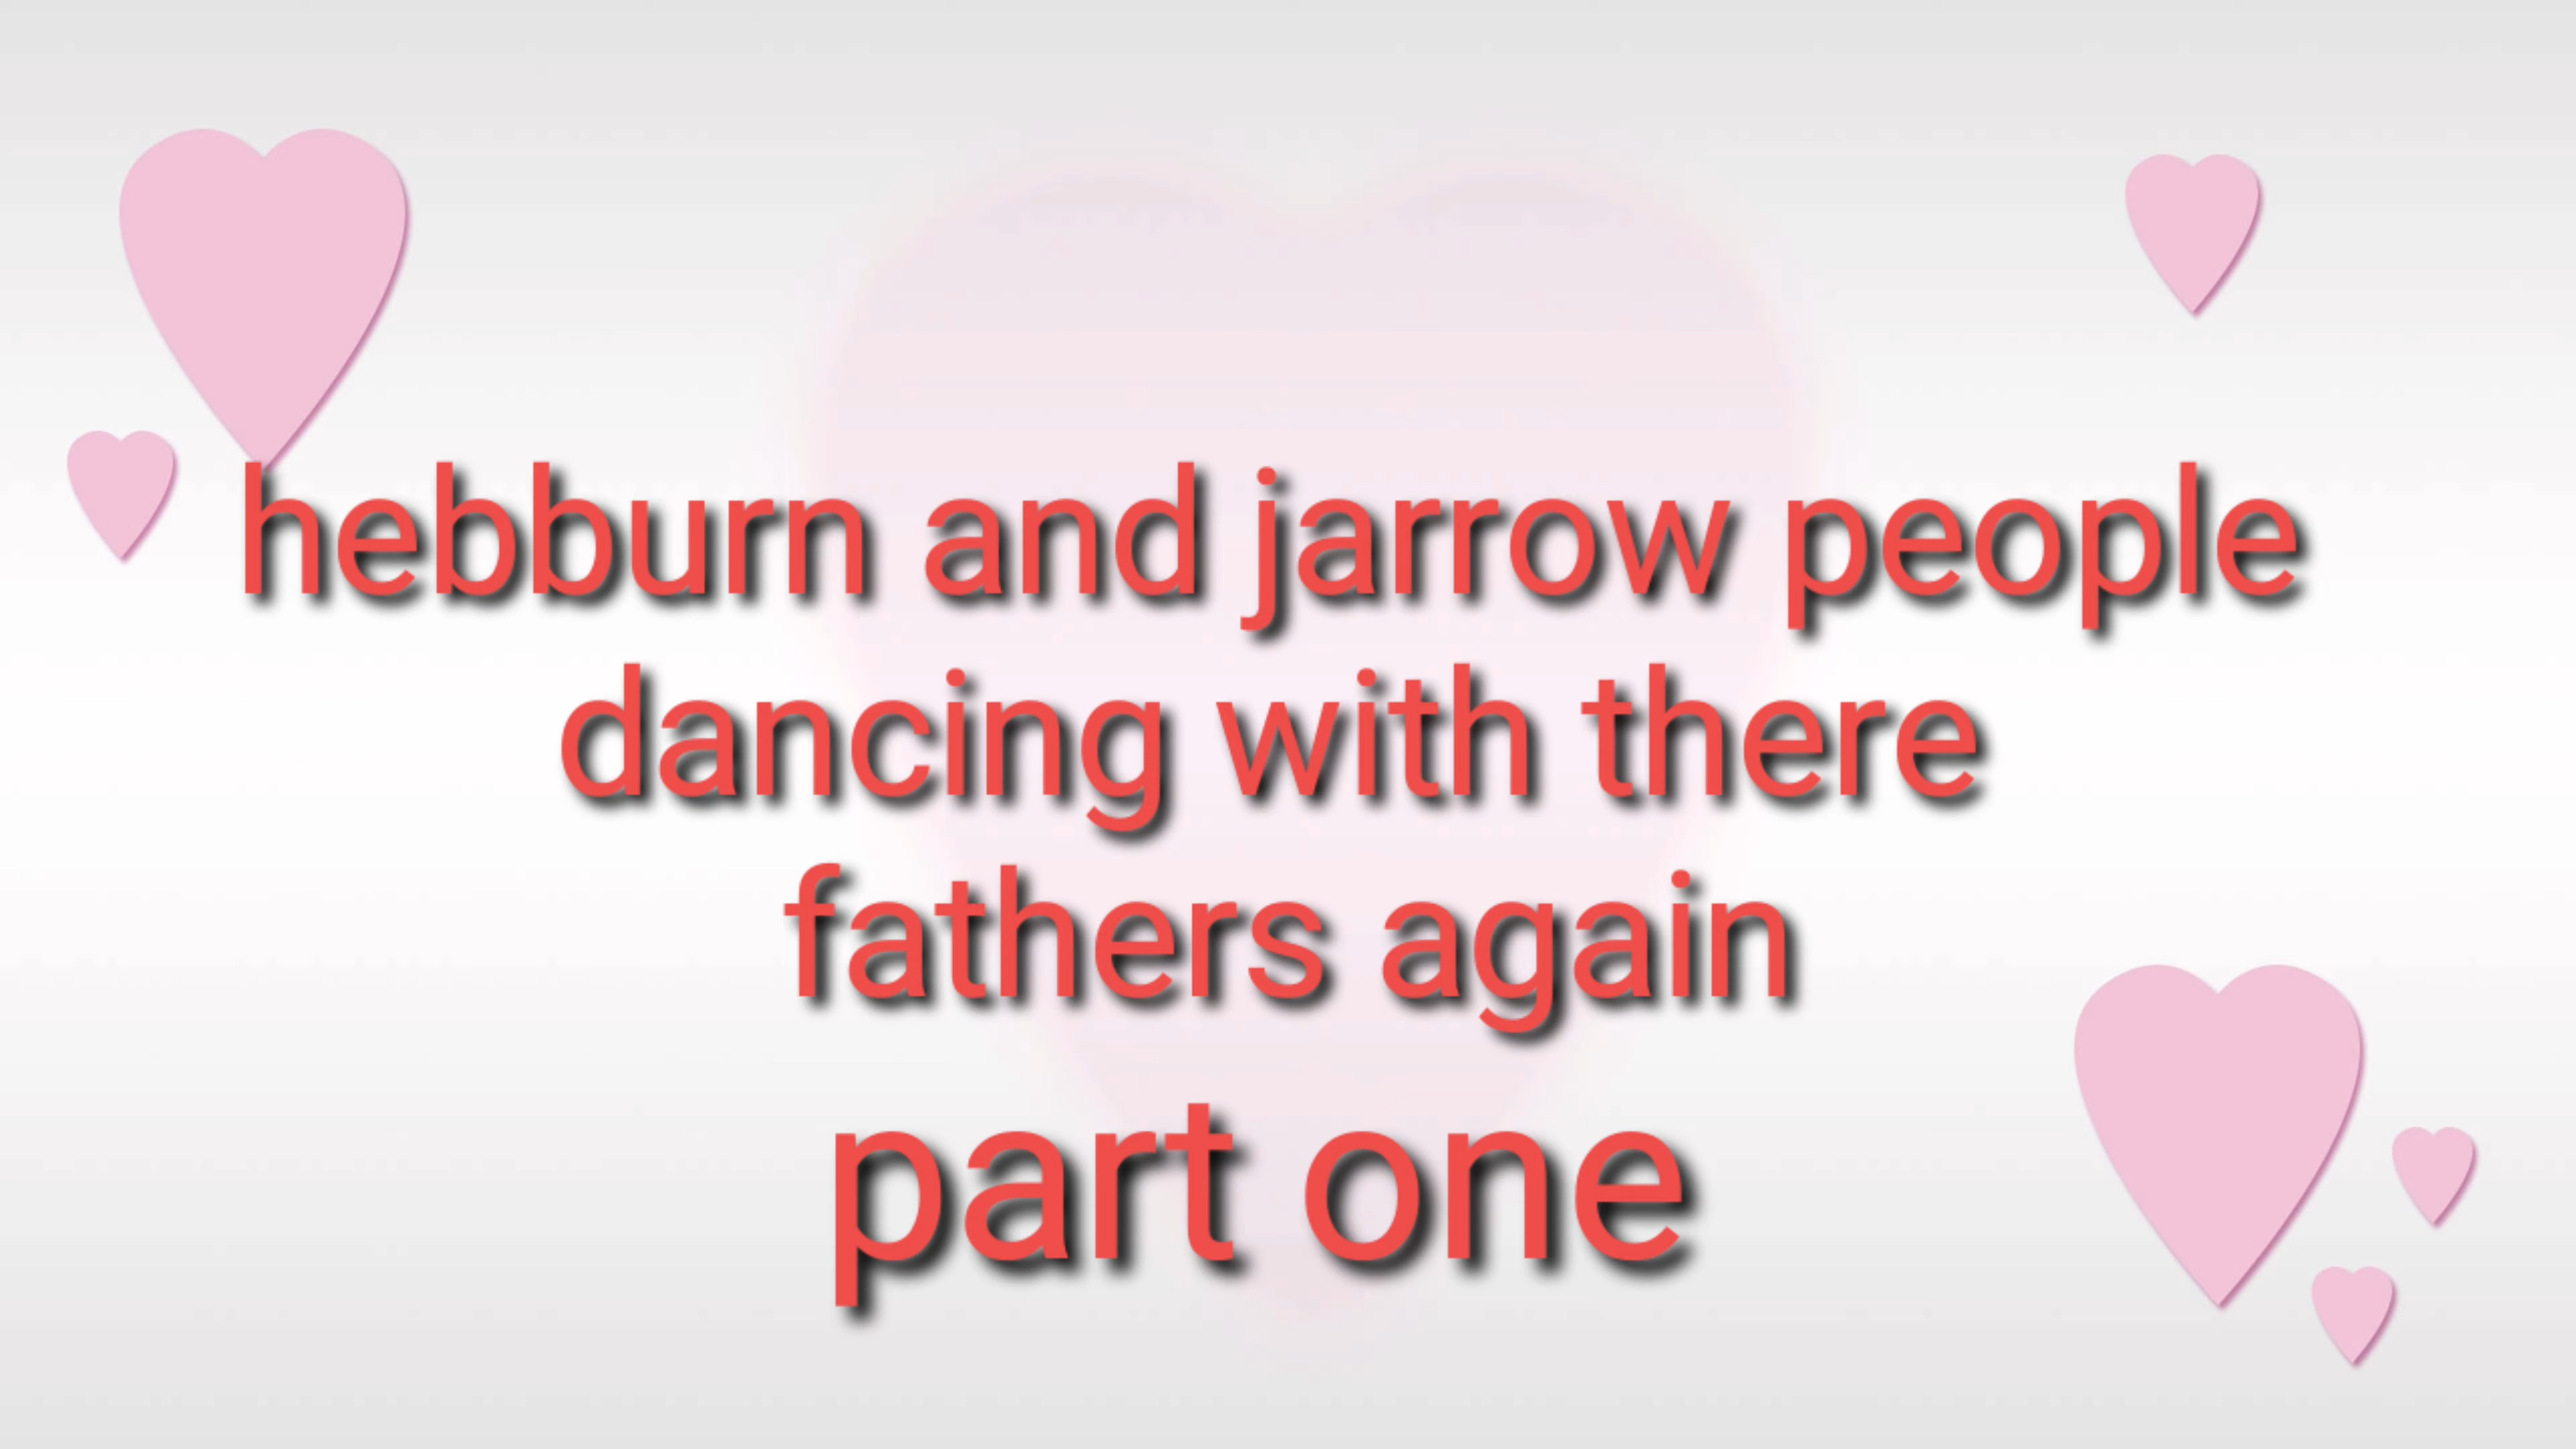 hebburn and jarrow people
dancing with there
fathers again
part one